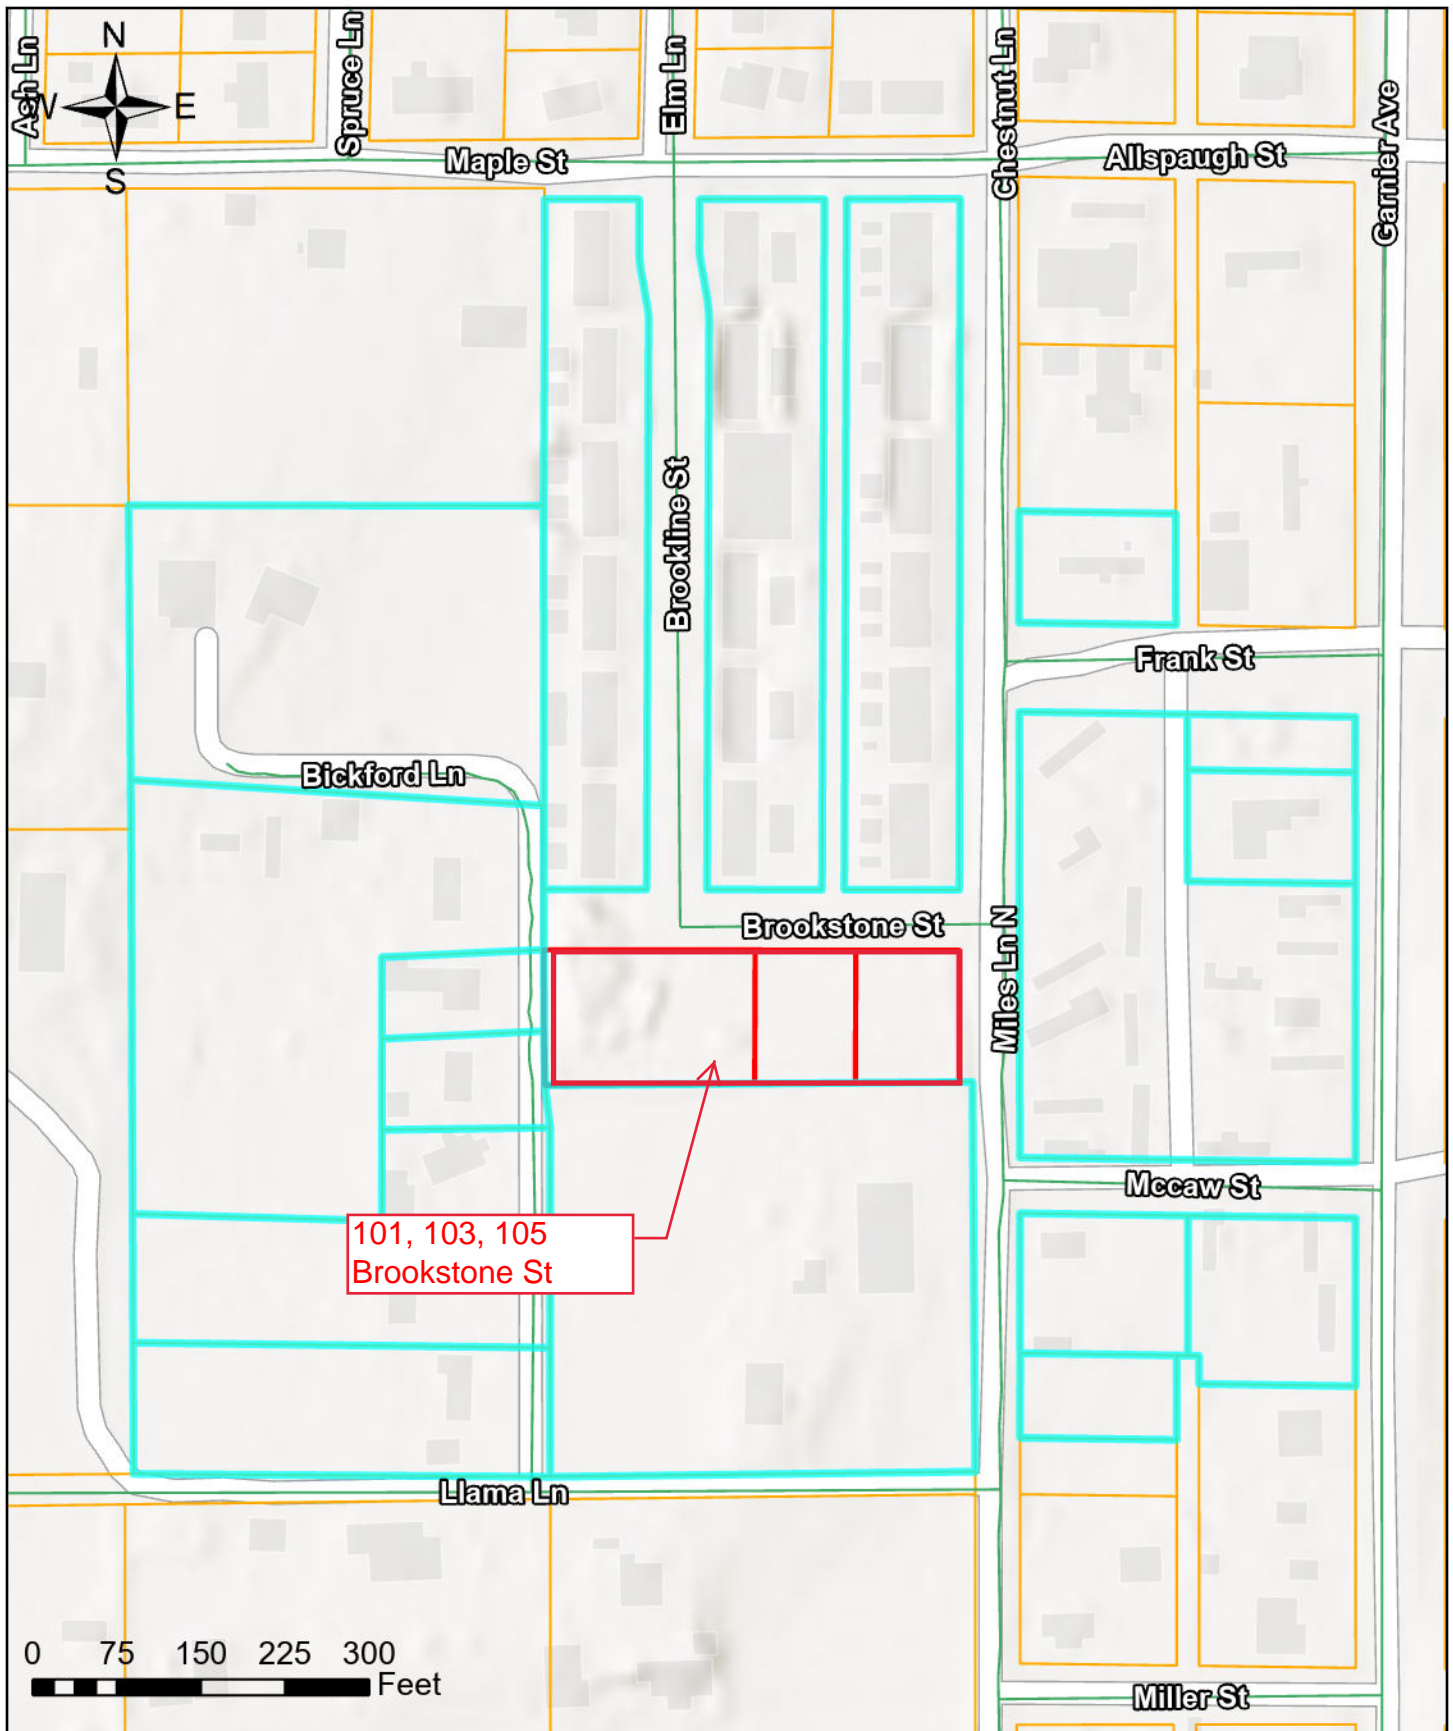 N
W
E
S
Ash Ln
Spruce Ln
Elm Ln
Chestnut Ln
Garnier Ave
Maple St
Allspaugh St
Brookline St
Frank St
Bickford Ln
Brookstone St
Miles Ln N
Mccaw St
101, 103, 105
Brookstone St
Llama Ln
0 75 150 225 300
Feet
Miller St